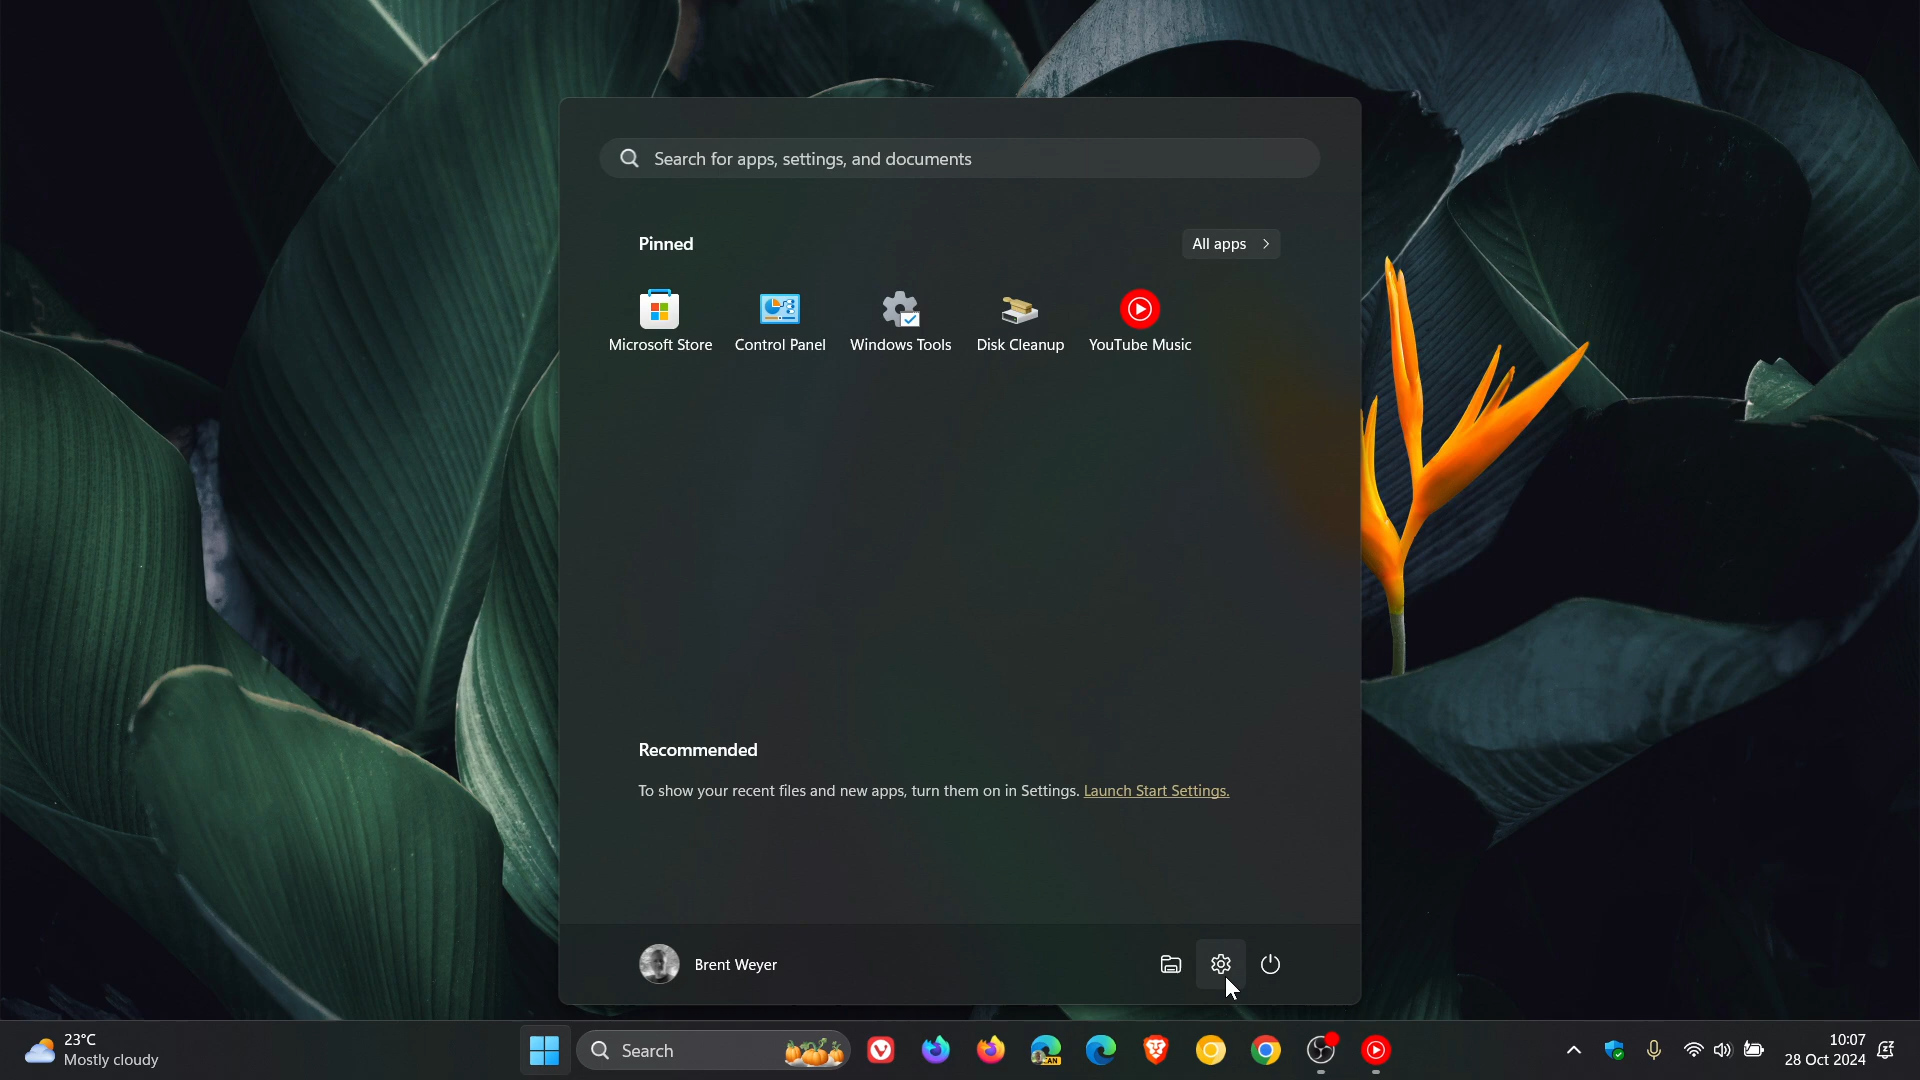 Search for apps, settings, and documents
Pinned
All apps
Microsoft Store
Control Panel
Windows Tools
Disk Cleanup
YouTube Music
Recommended
To show your recent files and new apps, turn them on in Settings. Launch Start Settings.
Brent Weyer
23°C
Mostly cloudy
Search
CAN
10:07
28 Oct 2024